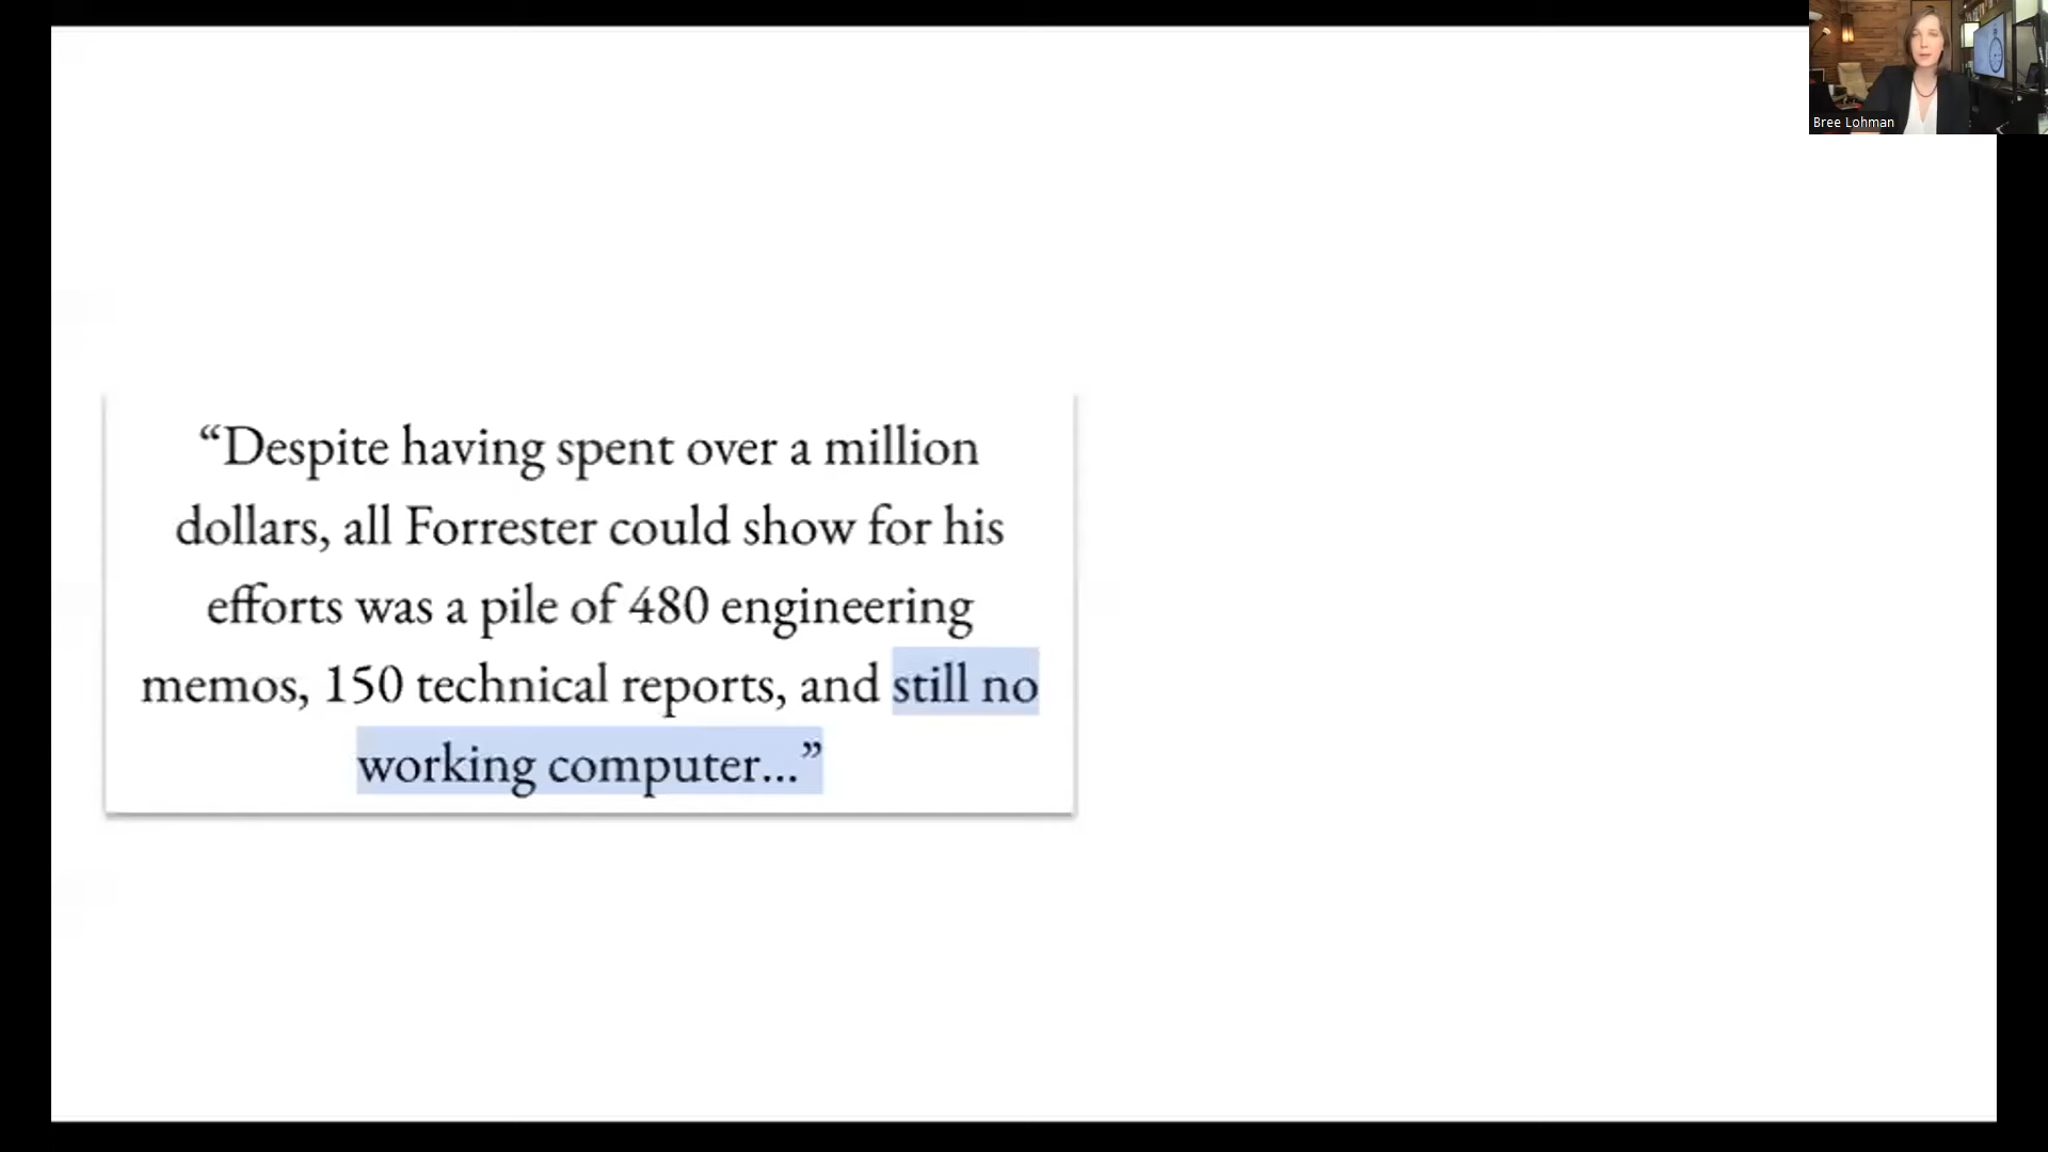 Bree Lohman
“Despite having spent over a million
dollars, all Forrester could show for his
efforts was a pile of 480 engineering
memos, 150 technical reports, and still no
working computer...”